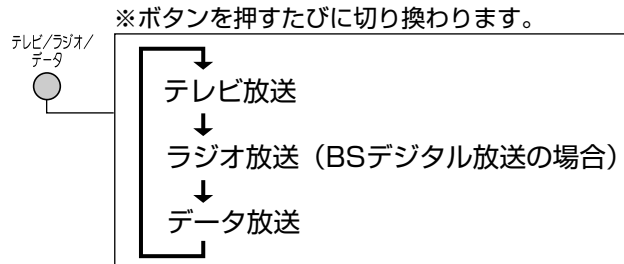 ※ボタンを押すたびに切り換わります。
テレビ/ラジオ/
データ
テレビ放送
ラジオ放送（BSデジタル放送の場合）
データ放送